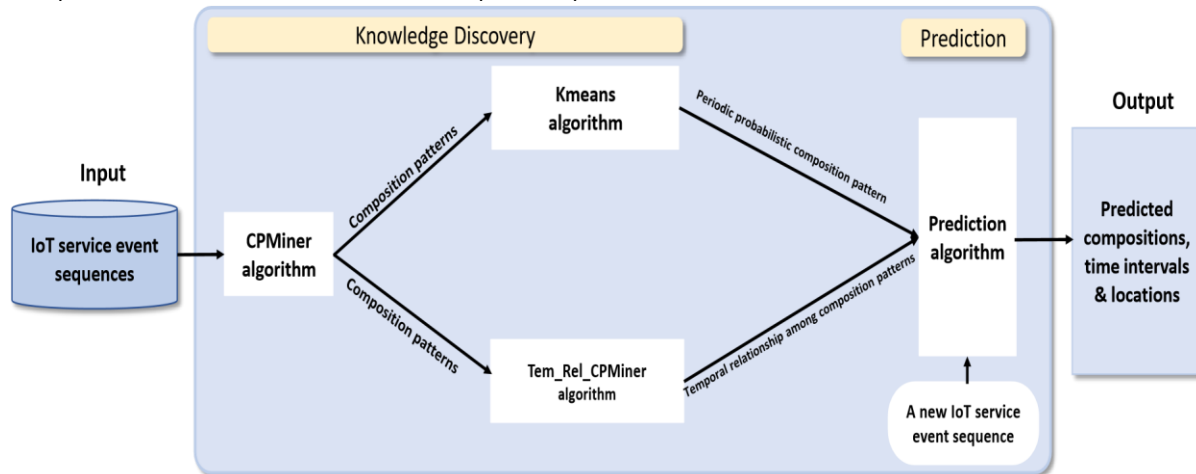 Knowledge Discovery
Prediction
Kmeans
algorithm
Periodic probabilistic composition pattern
Output
Input
Composition patterns
IoT service event
sequences
CPMiner
algorithm
Prediction
algorithm
Predicted
compositions,
time intervals
& locations
Composition patterns
Temporal relationship among composition patterns
Tem_Rel_CPMiner
algorithm
A new IoT service
event sequence